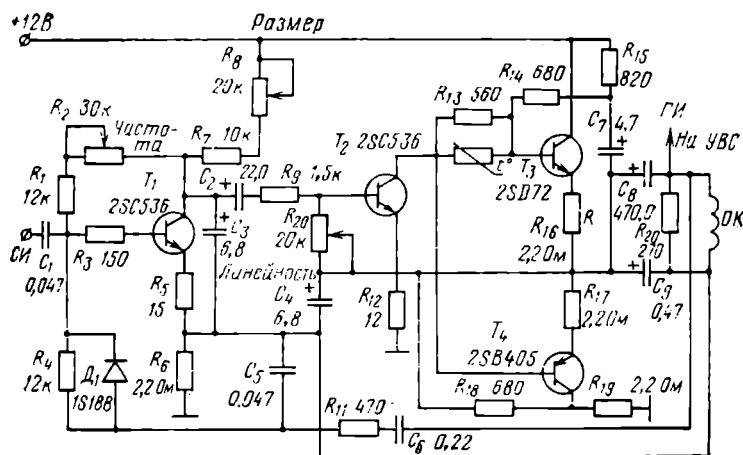 +12В
Размер
R8
20к
R2 30к
Часто-
та
R7 10к
R1
12к
T1
2SC536
C2
22,0
R9 1,5к
T2 2SC536
R13 560
R14 680
R15
820
C7 4,7
ГИ
На УВС
t°
T3
2SD72
СИ
C1
0,047
R3 150
C3
6,8
R20
20к
Линейность
R5
15
C4
6,8
R12
12
R16
R
2,2Ом
C8
470,0
R20
270
ОК
C9
0,47
R17
2,2Ом
T4
2SB405
R4
12к
Д1
1S188
R6
2,2Ом
C5
0,047
R18 680
R19
2,2Ом
R11 470
C6 0,22